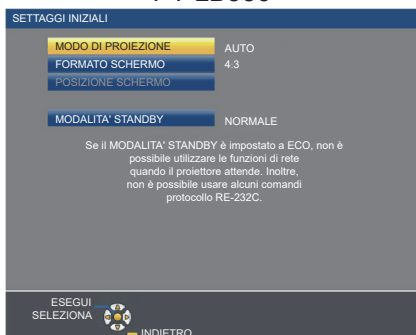 SETTAGGI INIZIALI
MODO DI PROIEZIONE AUTO
FORMATO SCHERMO 4:3
POSIZIONE SCHERMO
MODALITA' STANDBY NORMALE
Se il MODALITA' STANDBY è impostato a ECO, non è
possibile utilizzare le funzioni di rete
quando il proiettore attende. Inoltre,
non è possibile usare alcuni comandi
protocollo RE-232C.
ESEGUI
SELEZIONA
INDIETRO